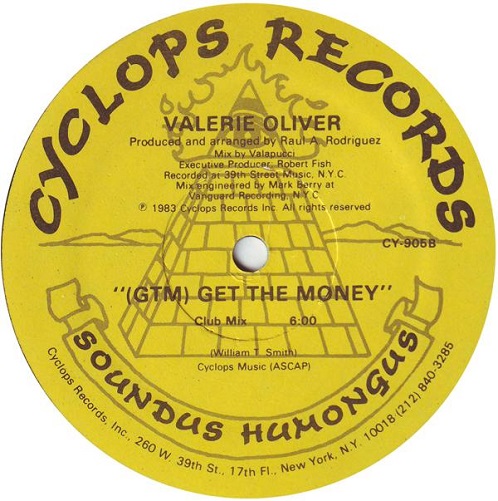 CYCLOPS RECORDS
VALERIE OLIVER
Produced and arranged by Raul A. Rodriguez
Mix by Valapucci
Executive Producer, Robert Fish
Recorded at 39th Street Music, N.Y.C.
Mix engineered by Mark Berry at
Vanguard Recording, N.Y.C
℗ 1983 Cyclops Records Inc. All rights reserved
CY-905B
"(GTM) GET THE MONEY"
Club Mix 6:00
(William T. Smith)
Cyclops Music (ASCAP)
SOUNDUS HUMONGUS
Cyclops Records, Inc., 260 W. 39th St., 17th Fl., New York, N.Y. 10018 (212) 840-3285